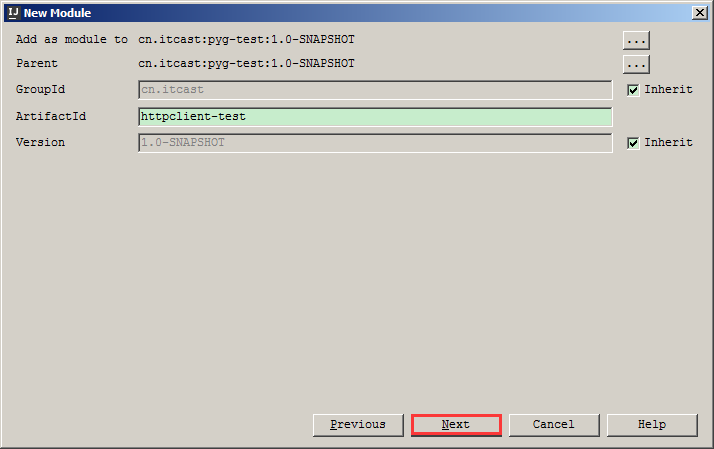 IJ New Module
Add as module to cn.itcast:pyg-test:1.0-SNAPSHOT ...
Parent cn.itcast:pyg-test:1.0-SNAPSHOT ...
GroupId cn.itcast Inherit
ArtifactId httpclient-test
Version 1.0-SNAPSHOT Inherit
Previous Next Cancel Help